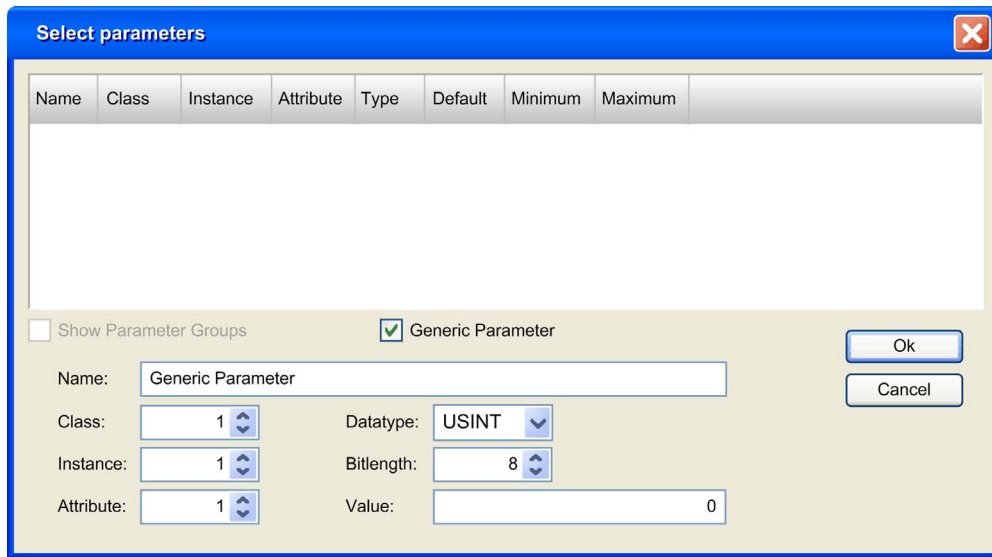 Select parameters
Name Class Instance Attribute Type Default Minimum Maximum
Show Parameter Groups Generic Parameter
Ok
Name: Generic Parameter
Cancel
Class: 1 Datatype: USINT
Instance: 1 Bitlength: 8
Attribute: 1 Value: 0